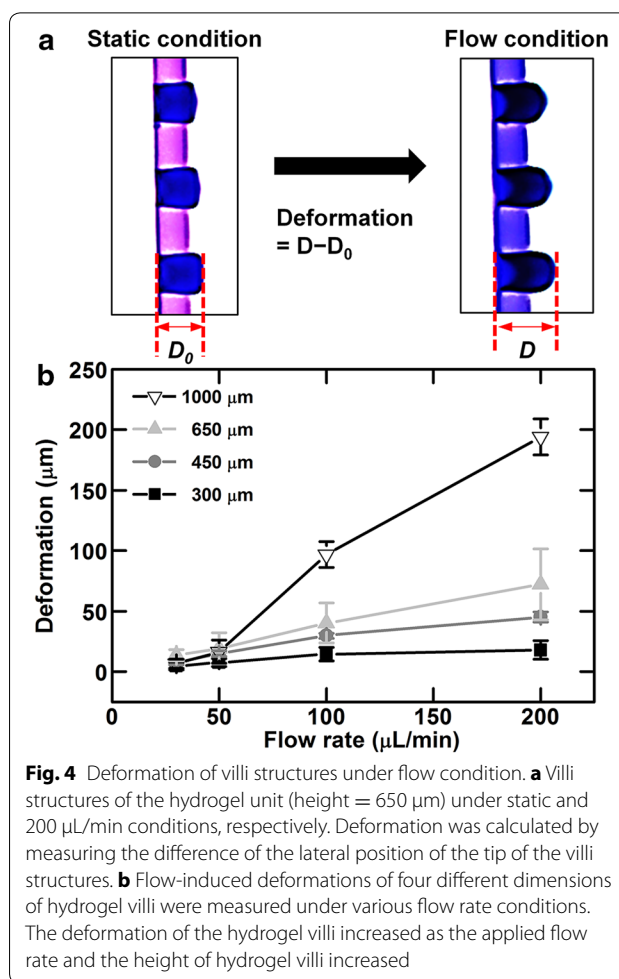 a
Static condition
Flow condition
Deformation
= D−D₀
D₀
D
b
250
200
150
100
50
0
Deformation (μm)
1000 μm
650 μm
450 μm
300 μm
0
50
100
150
200
Flow rate (μL/min)
Fig. 4 Deformation of villi structures under flow condition. a Villi
structures of the hydrogel unit (height = 650 μm) under static and
200 μL/min conditions, respectively. Deformation was calculated by
measuring the difference of the lateral position of the tip of the villi
structures. b Flow-induced deformations of four different dimensions
of hydrogel villi were measured under various flow rate conditions.
The deformation of the hydrogel villi increased as the applied flow
rate and the height of hydrogel villi increased